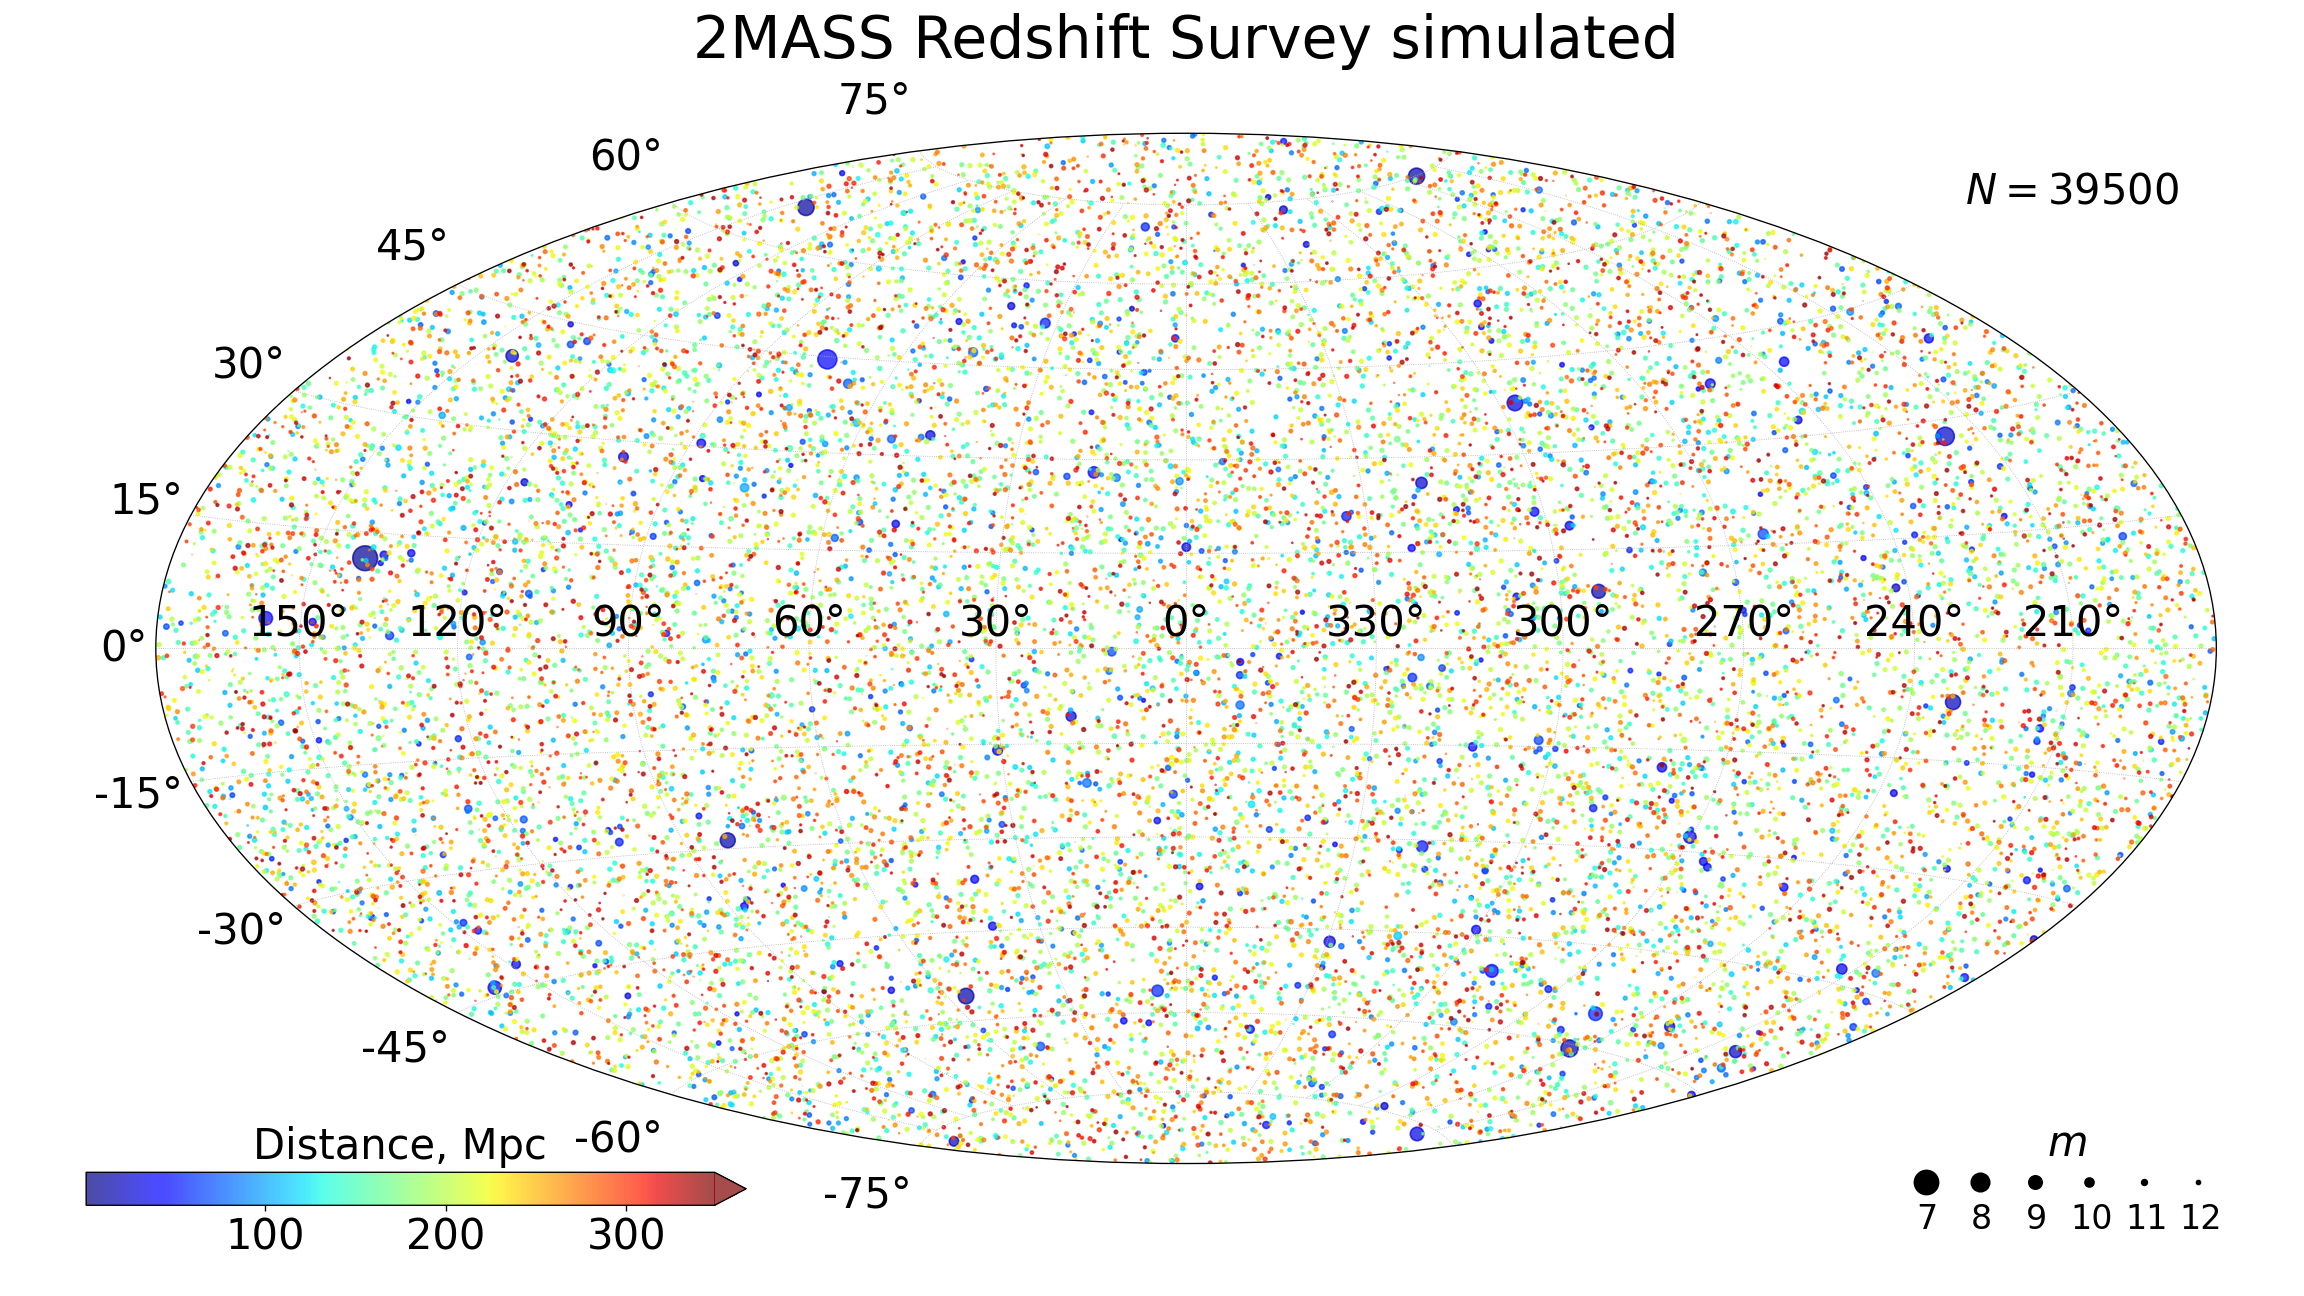 2MASS Redshift Survey simulated
75°
60°
N = 39500
45°
30°
15°
150° 120° 90° 60° 30° 0° 330° 300° 270° 240° 210°
0°
-15°
-30°
-45°
-60°
-75°
Distance, Mpc
100 200 300
m
7 8 9 10 11 12